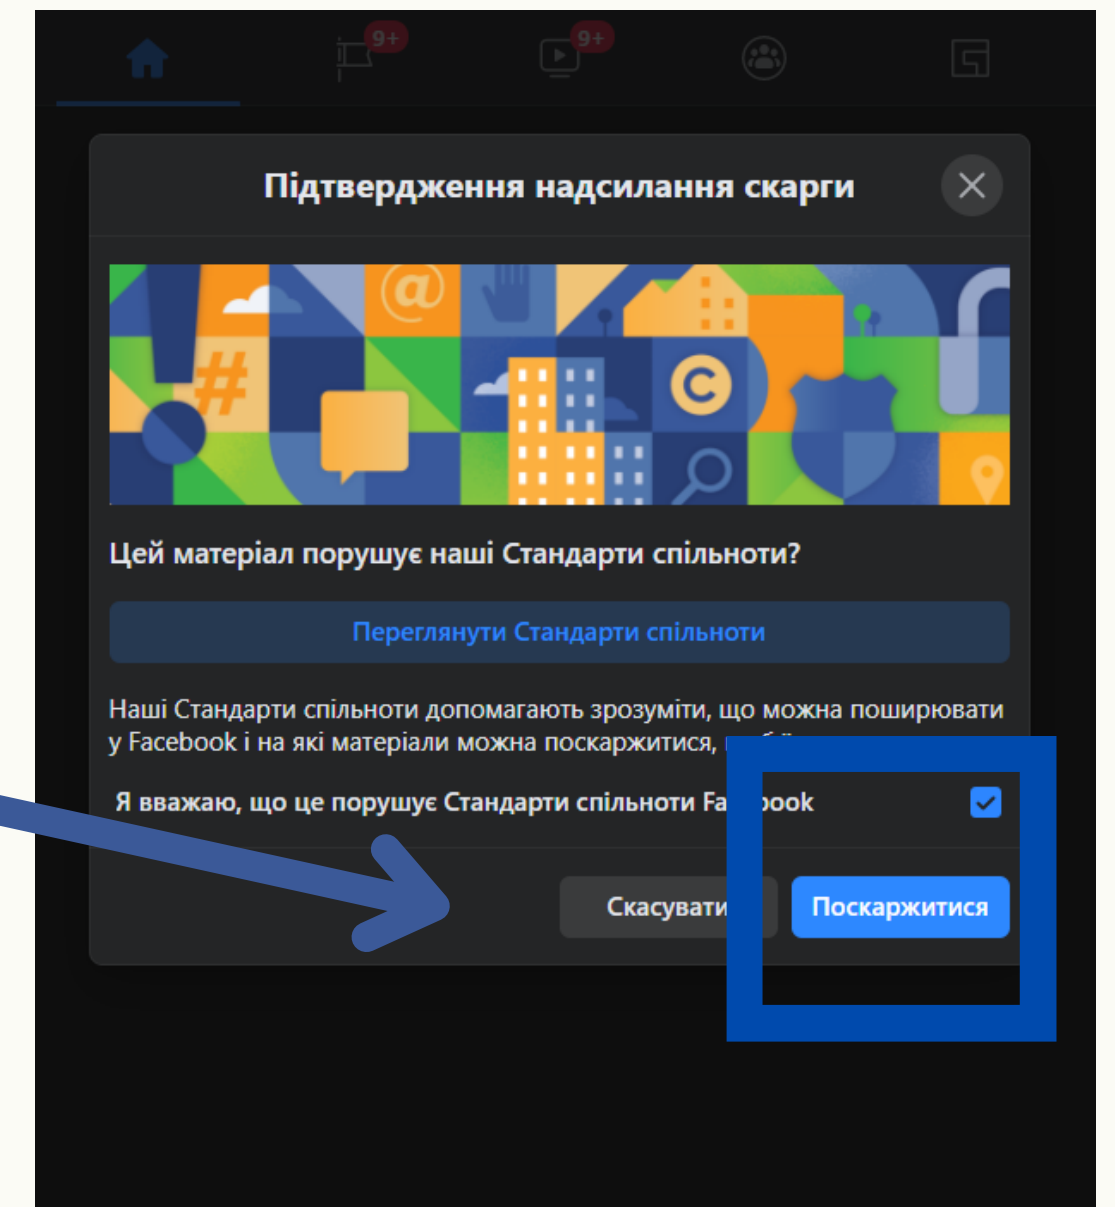 9+
9+
Підтвердження надсилання скарги
@
#
C
Цей матеріал порушує наші Стандарти спільноти?
Переглянути Стандарти спільноти
Наші Стандарти спільноти допомагають зрозуміти, що можна поширювати
у Facebook і на які матеріали можна поскаржитися,
Я вважаю, що це порушує Стандарти спільноти Fa book
Скасувати
Поскаржитися